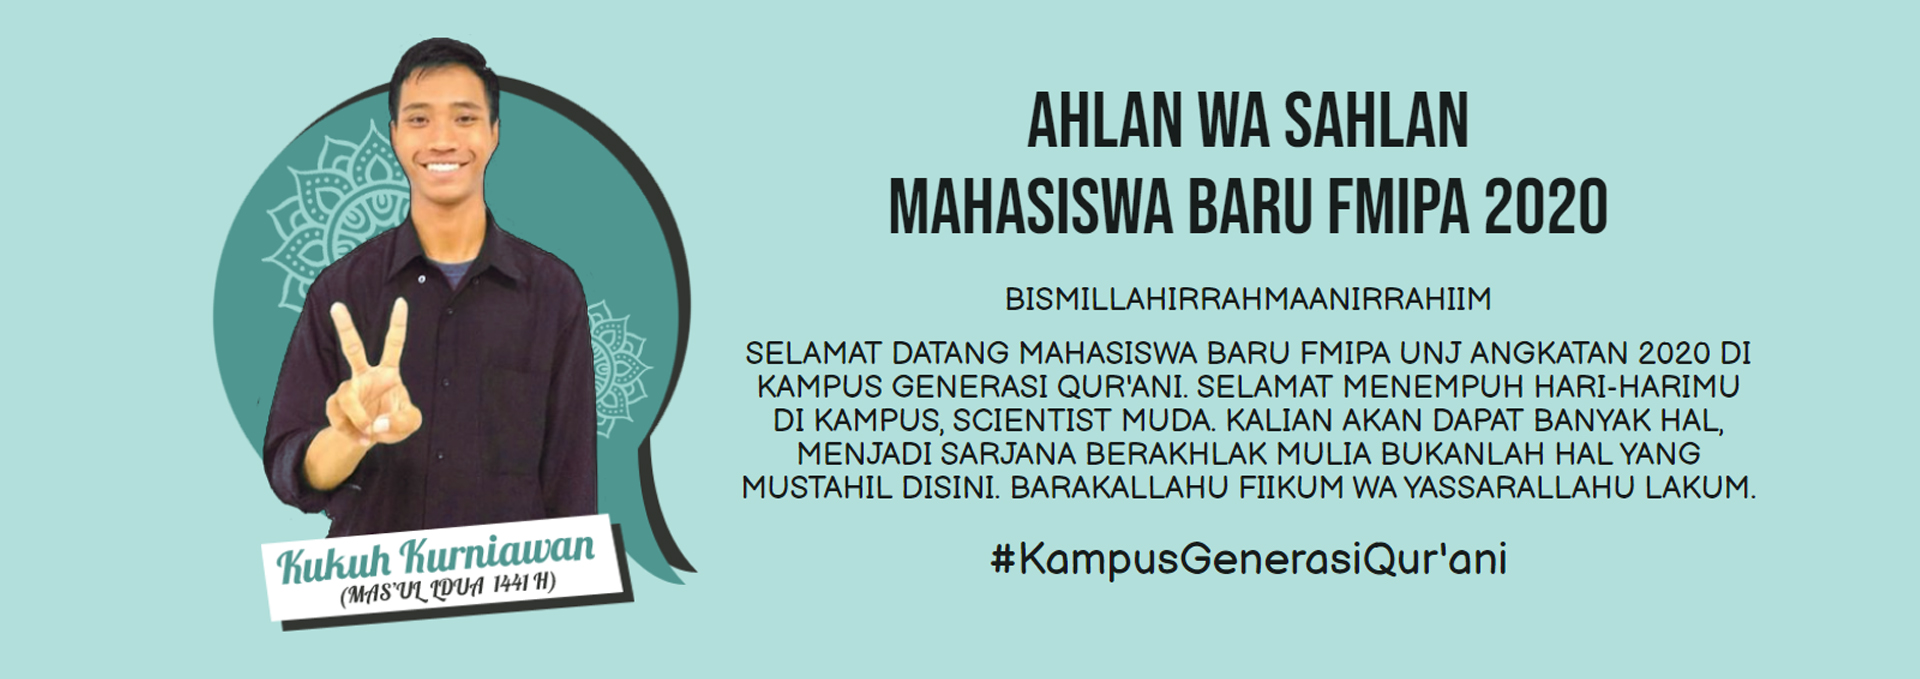 AHLAN WA SAHLAN
MAHASISWA BARU FMIPA 2020
BISMILLAHIRRAHMAANIRRAHIIM
SELAMAT DATANG MAHASISWA BARU FMIPA UNJ ANGKATAN 2020 DI
KAMPUS GENERASI QUR'ANI. SELAMAT MENEMPUH HARI-HARIMU
DI KAMPUS, SCIENTIST MUDA. KALIAN AKAN DAPAT BANYAK HAL,
MENJADI SARJANA BERAKHLAK MULIA BUKANLAH HAL YANG
MUSTAHIL DISINI. BARAKALLAHU FIIKUM WA YASSARALLAHU LAKUM.
#KampusGenerasiQur'ani
Kukuh Kurniawan
(MAS'UL LDUA 1441 H)